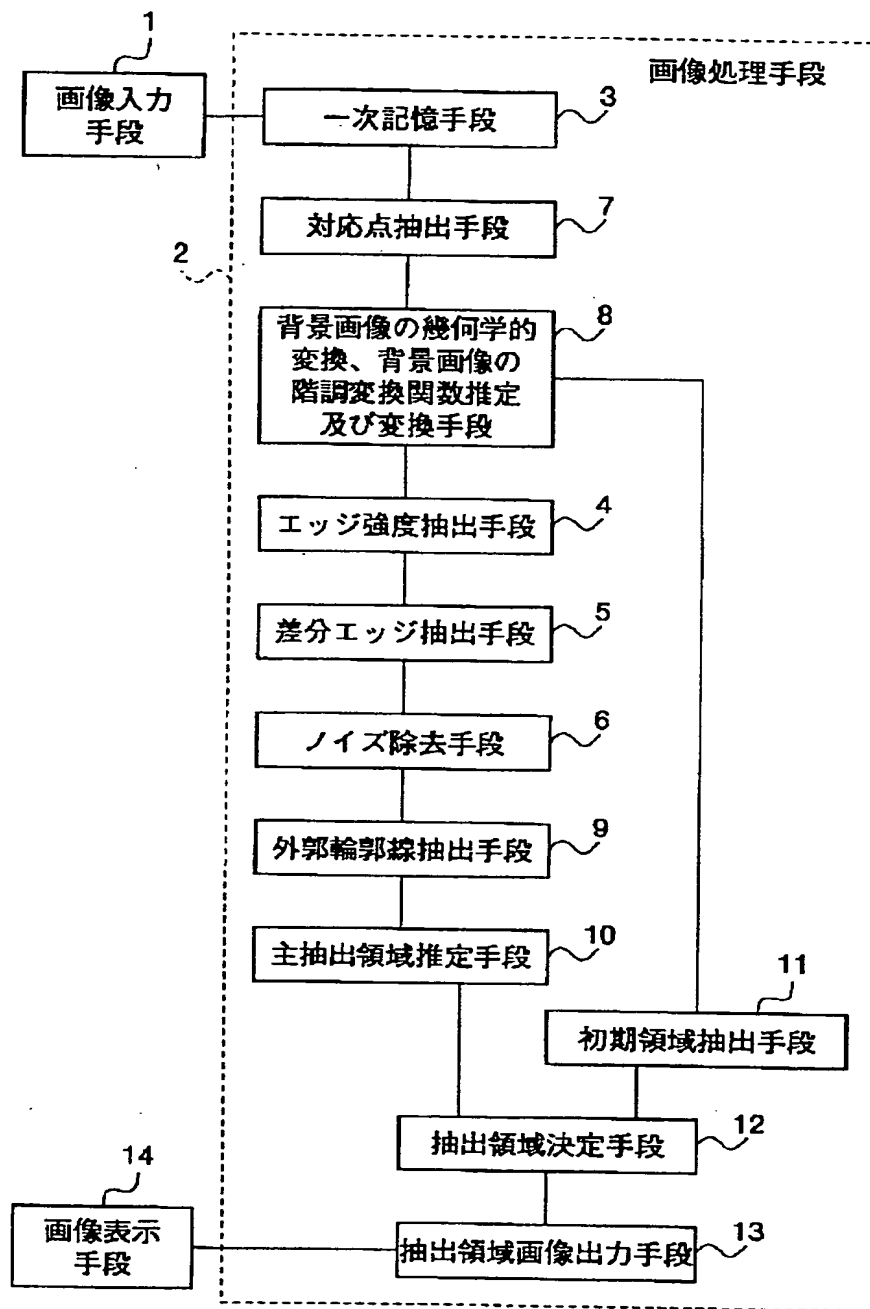 1
画像入力
手段
画像処理手段
一次記憶手段
3
対応点抽出手段
7
2
背景画像の幾何学的
変換、背景画像の
階調変換関数推定
及び変換手段
8
エッジ強度抽出手段
4
差分エッジ抽出手段
5
ノイズ除去手段
6
外郭輪郭線抽出手段
9
主抽出領域推定手段
10
11
初期領域抽出手段
抽出領域決定手段
12
14
画像表示
手段
抽出領域画像出力手段
13